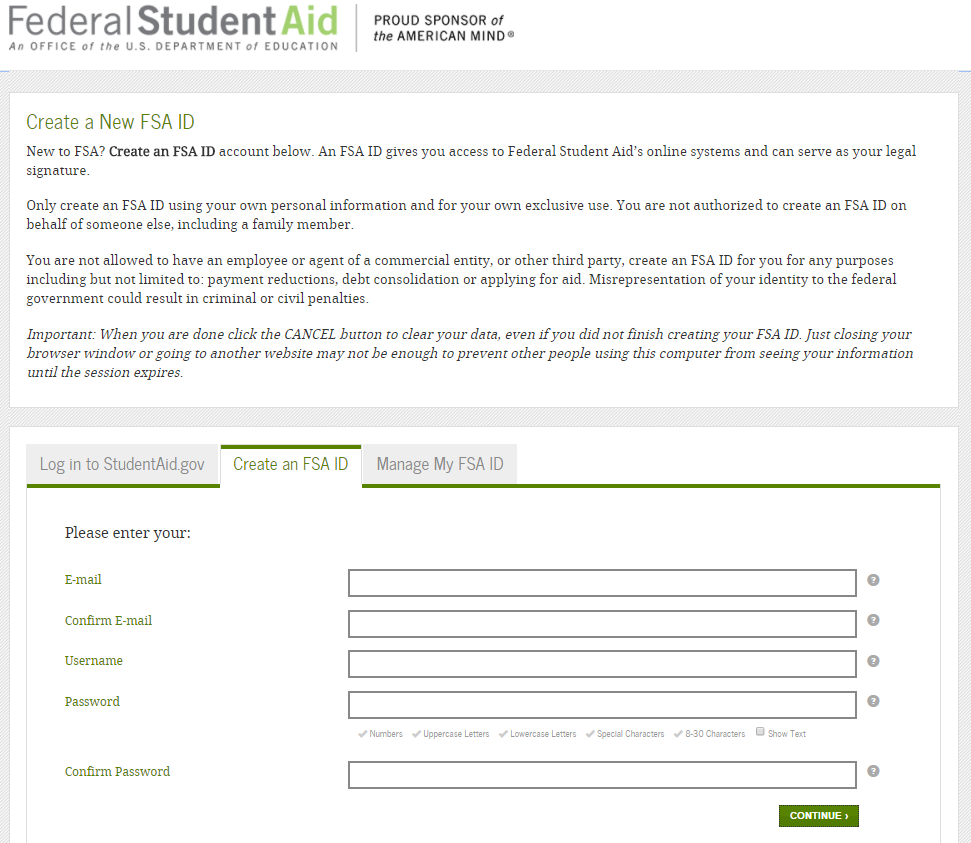 Federal Student Aid
An OFFICE of the U.S. DEPARTMENT of EDUCATION
PROUD SPONSOR of
the AMERICAN MIND®
Create a New FSA ID
New to FSA? Create an FSA ID account below. An FSA ID gives you access to Federal Student Aid's online systems and can serve as your legal
signature.
Only create an FSA ID using your own personal information and for your own exclusive use. You are not authorized to create an FSA ID on
behalf of someone else, including a family member.
You are not allowed to have an employee or agent of a commercial entity, or other third party, create an FSA ID for you for any purposes
including but not limited to: payment reductions, debt consolidation or applying for aid. Misrepresentation of your identity to the federal
government could result in criminal or civil penalties.
Important: When you are done click the CANCEL button to clear your data, even if you did not finish creating your FSA ID. Just closing your
browser window or going to another website may not be enough to prevent other people using this computer from seeing your information
until the session expires.
Log in to StudentAid.gov Create an FSA ID Manage My FSA ID
Please enter your:
E-mail ?
Confirm E-mail ?
Username ?
Password ?
Numbers Uppercase Letters Lowercase Letters Special Characters 8-30 Characters Show Text
Confirm Password ?
CONTINUE ›